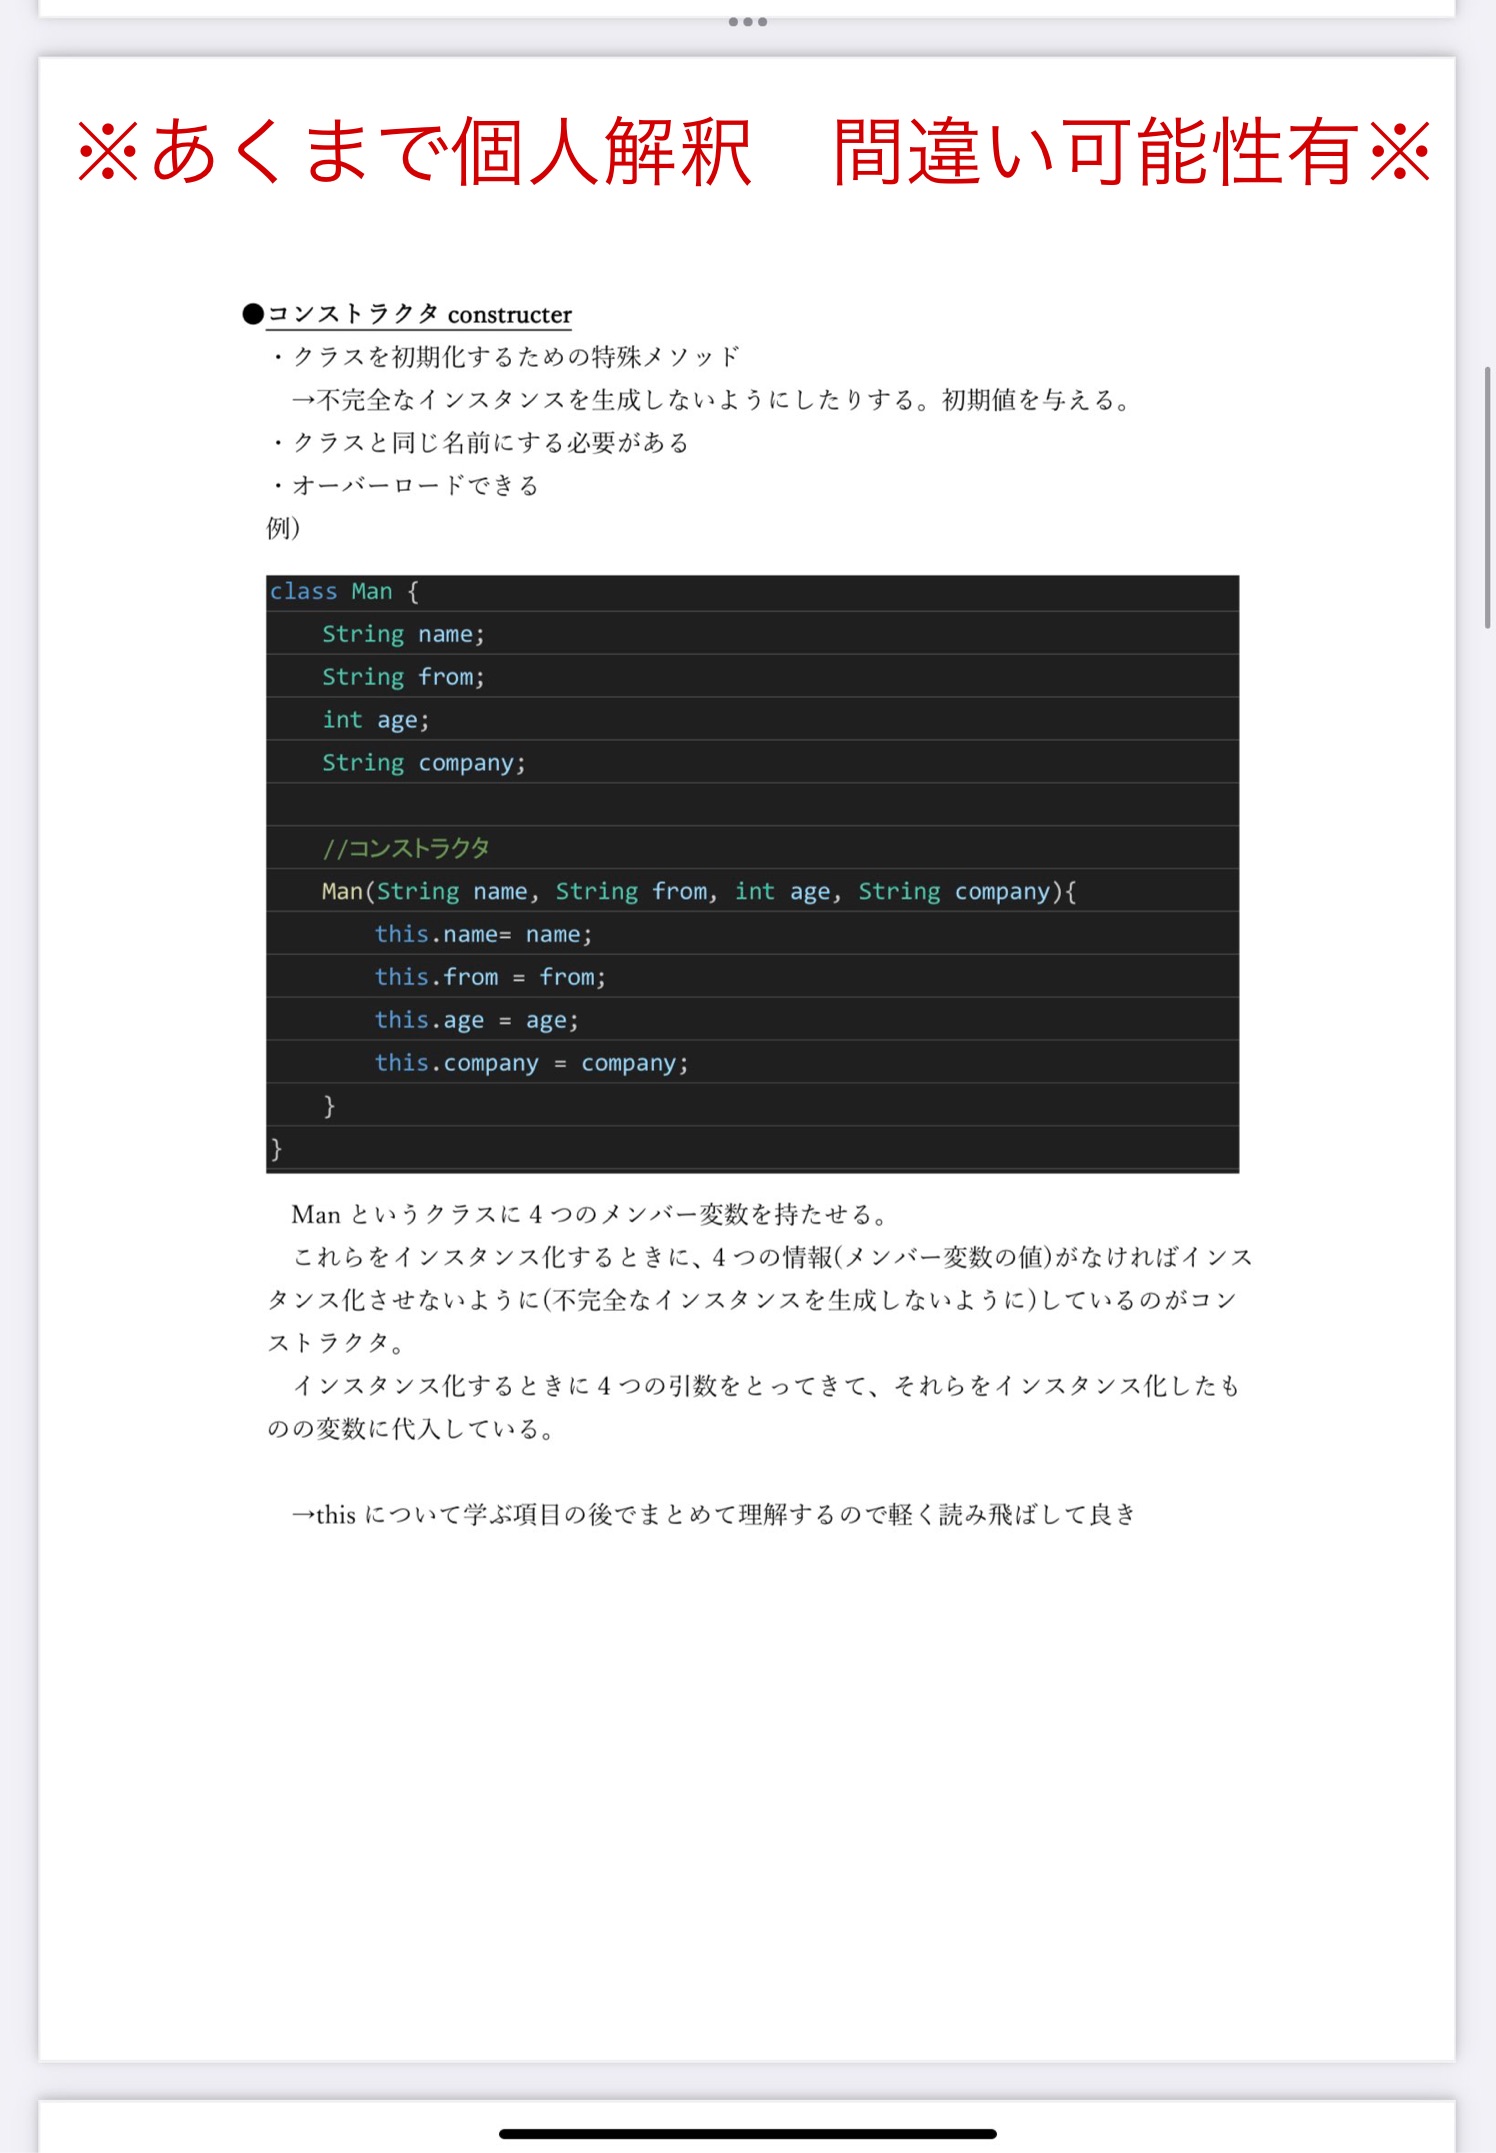 ※あくまで個人解釈　間違い可能性有※
●コンストラクタ constructer
・クラスを初期化するための特殊メソッド
→不完全なインスタンスを生成しないようにしたりする。初期値を与える。
・クラスと同じ名前にする必要がある
・オーバーロードできる
例)
class Man {
String name;
String from;
int age;
String company;
//コンストラクタ
Man(String name, String from, int age, String company){
this.name= name;
this.from = from;
this.age = age;
this.company = company;
}
}
Man というクラスに 4 つのメンバー変数を持たせる。
これらをインスタンス化するときに、4 つの情報(メンバー変数の値)がなければインス
タンス化させないように(不完全なインスタンスを生成しないように)しているのがコン
ストラクタ。
インスタンス化するときに 4 つの引数をとってきて、それらをインスタンス化したも
のの変数に代入している。
→this について学ぶ項目の後でまとめて理解するので軽く読み飛ばして良き